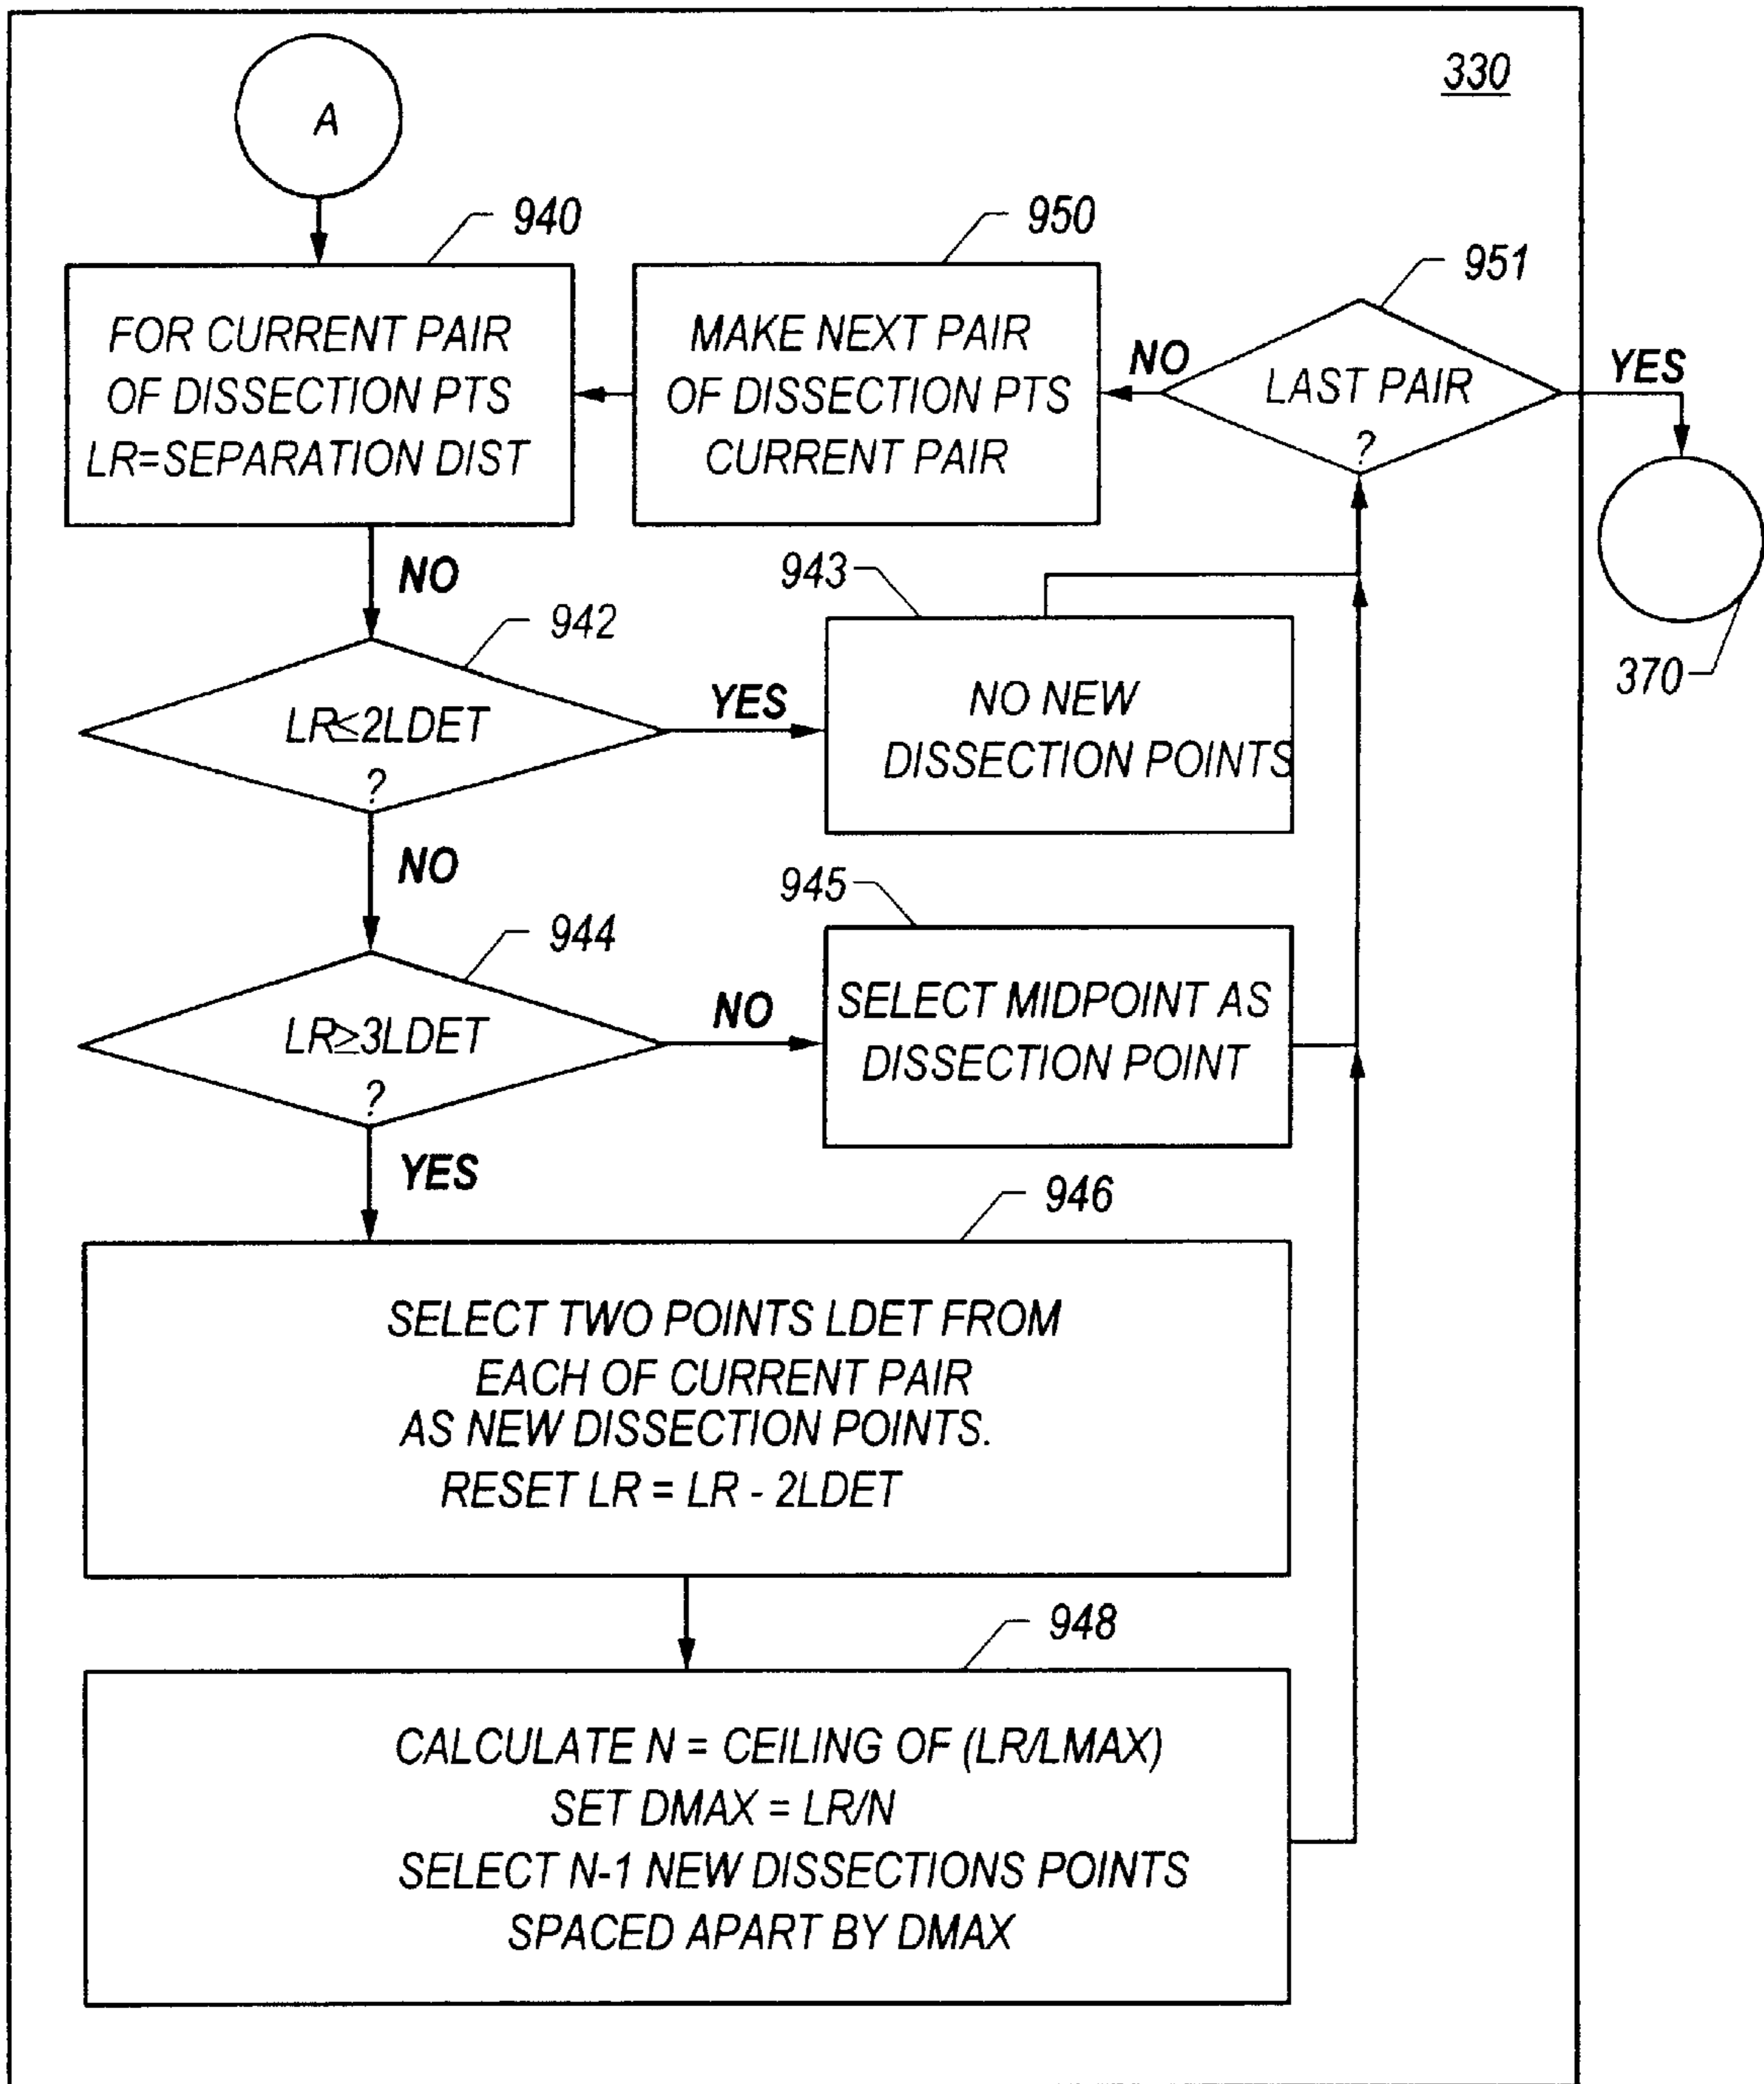 330
A
940
950
951
FOR CURRENT PAIR
OF DISSECTION PTS
LR=SEPARATION DIST
MAKE NEXT PAIR
OF DISSECTION PTS
CURRENT PAIR
NO
LAST PAIR
?
YES
370
NO
942
943
LR≤2LDET
?
YES
NO NEW
DISSECTION POINTS
NO
944
945
LR≥3LDET
?
NO
SELECT MIDPOINT AS
DISSECTION POINT
YES
946
SELECT TWO POINTS LDET FROM
EACH OF CURRENT PAIR
AS NEW DISSECTION POINTS.
RESET LR = LR - 2LDET
948
CALCULATE N = CEILING OF (LR/LMAX)
SET DMAX = LR/N
SELECT N-1 NEW DISSECTIONS POINTS
SPACED APART BY DMAX